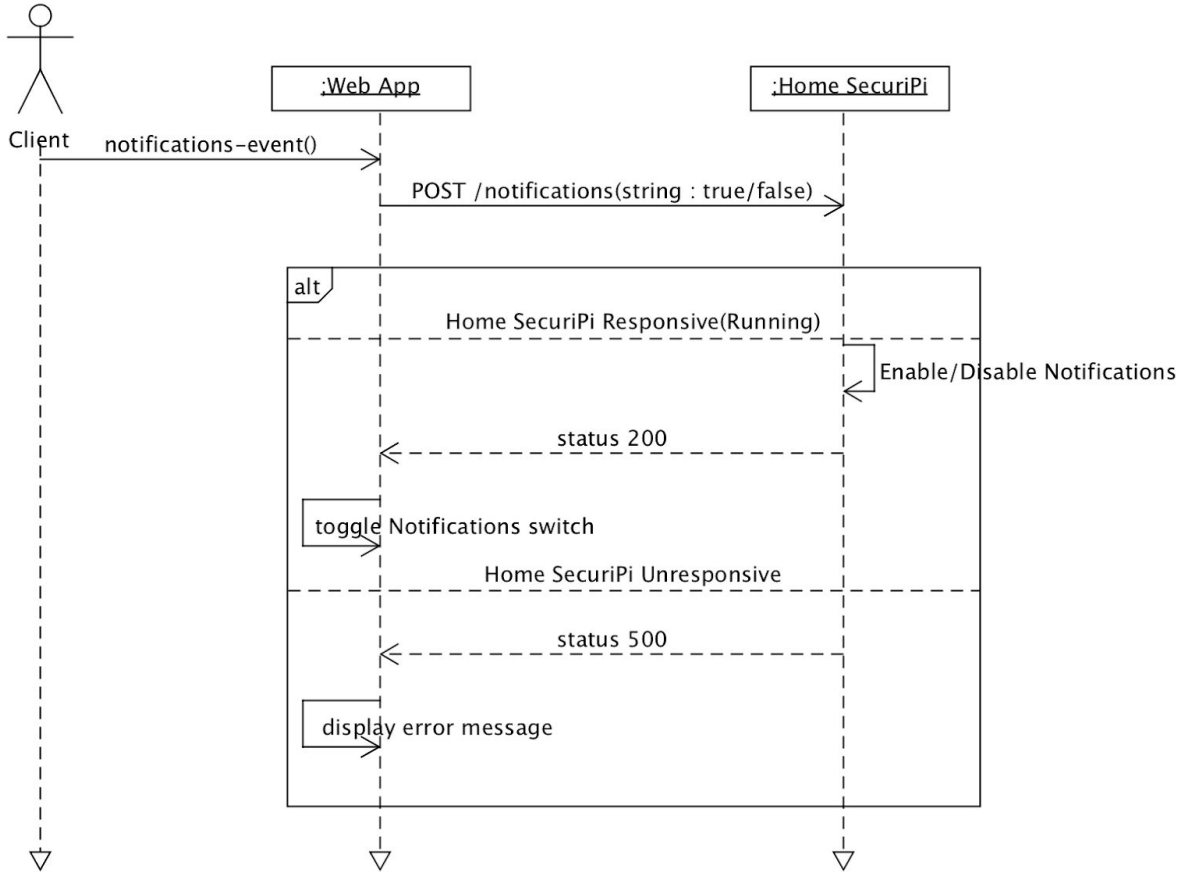 Client
;Web App
;Home SecuriPi
notifications-event()
POST /notifications(string : true/false)
alt
Home SecuriPi Responsive(Running)
Enable/Disable Notifications
status 200
toggle Notifications switch
Home SecuriPi Unresponsive
status 500
display error message